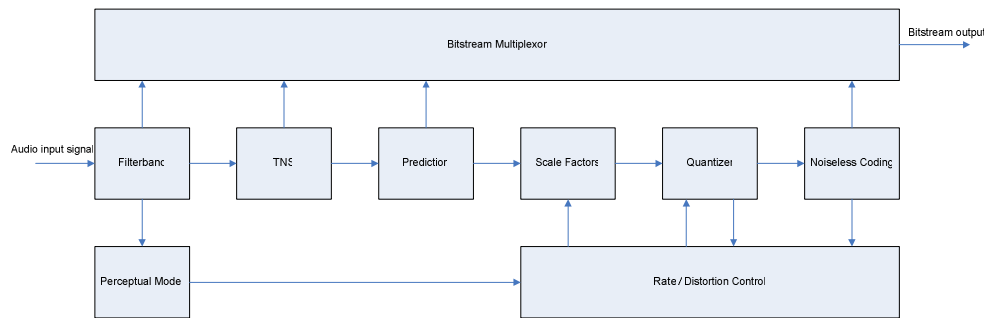 Bitstream Multiplexor
Bitstream output
Audio input signal
Filterbanc
TNS
Prediction
Scale Factors
Quantizer
Noiseless Coding
Perceptual Mode
Rate / Distortion Control